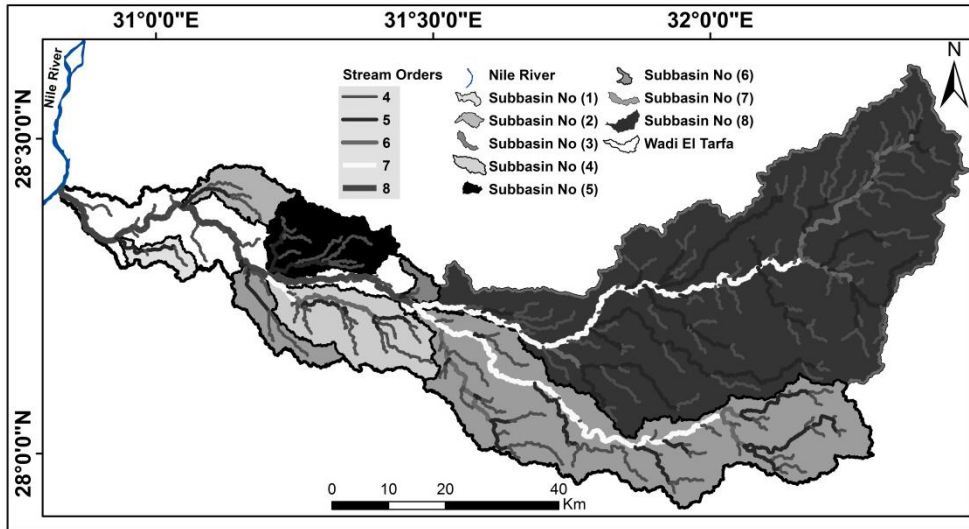 31°0'0"E
31°30'0"E
32°0'0"E
N
Nile River
28°30'0"N
28°0'0"N
Stream Orders
4
5
6
7
8
Nile River
Subbasin No (1)
Subbasin No (2)
Subbasin No (3)
Subbasin No (4)
Subbasin No (5)
Subbasin No (6)
Subbasin No (7)
Subbasin No (8)
Wadi El Tarfa
0 10 20 40
Km